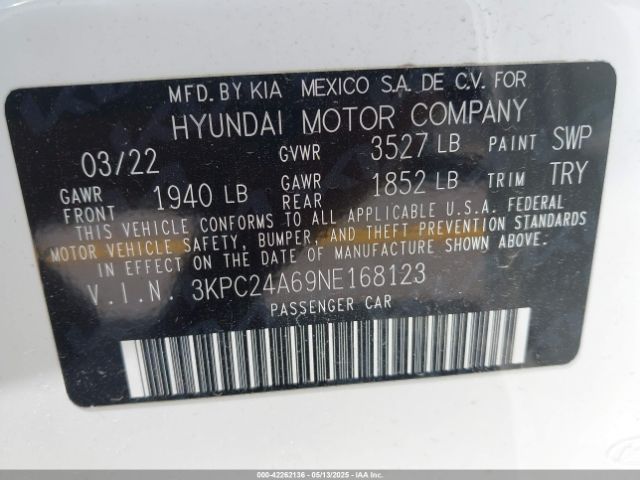 MFD. BY KIA MEXICO S.A. DE C.V. FOR
HYUNDAI MOTOR COMPANY
03/22 GVWR 3527 LB PAINT SWP
GAWR FRONT 1940 LB GAWR REAR 1852 LB TRIM TRY
THIS VEHICLE CONFORMS TO ALL APPLICABLE U.S.A. FEDERAL
MOTOR VEHICLE SAFETY, BUMPER, AND THEFT PREVENTION STANDARDS
IN EFFECT ON THE DATE OF MANUFACTURE SHOWN ABOVE.
V.I.N. 3KPC24A69NE168123
PASSENGER CAR
000-42262136 - 05/13/2025 - IAAI.COM